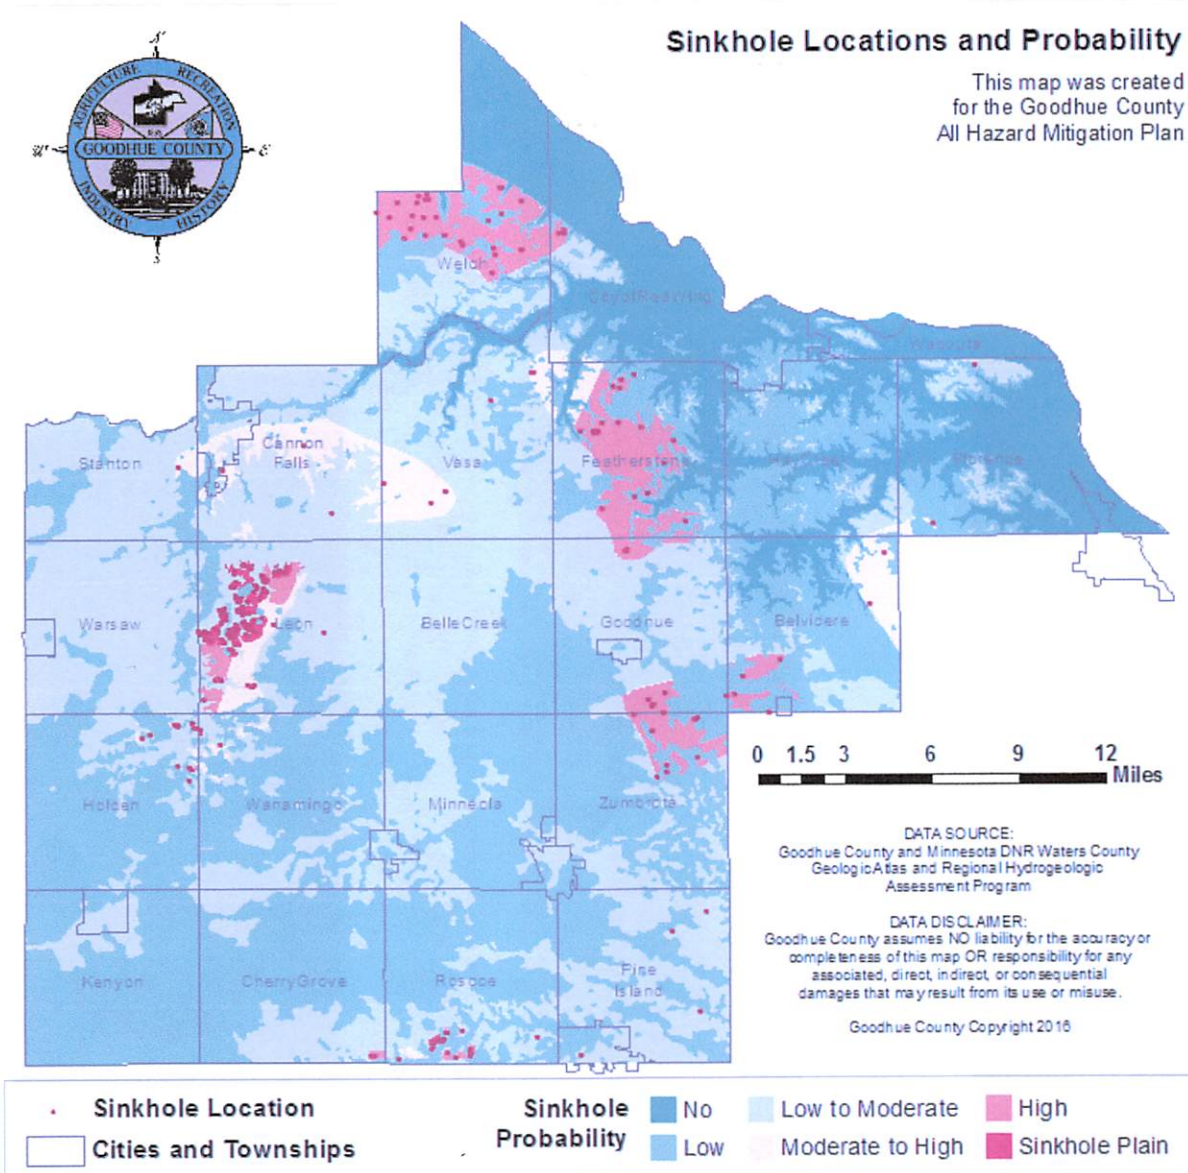 Sinkhole Locations and Probability
This map was created
for the Goodhue County
All Hazard Mitigation Plan
N
AGRICULTURE
RECREATION
W
GOODHUE COUNTY
E
INDUSTRY
HISTORY
S
Welch
City of Red Wing
Wacouta
Stanton
Cannon
Falls
Vasa
Featherstone
Hay Creek
Florence
Warsaw
Leon
Belle Creek
Goodhue
Belvidere
0 1.5 3 6 9 12
Miles
Holden
Wanamingo
Minneola
Zumbrota
DATA SOURCE:
Goodhue County and Minnesota DNR Waters County
Geologic Atlas and Regional Hydrogeologic
Assessment Program
DATA DISCLAIMER:
Goodhue County assumes NO liability for the accuracy or
completeness of this map OR responsibility for any
associated, direct, indirect, or consequential
damages that may result from its use or misuse.
Goodhue County Copyright 2016
Kenyon
Cherry Grove
Roscoe
Pine
Island
Sinkhole Location
Cities and Townships
Sinkhole
Probability
No
Low
Low to Moderate
Moderate to High
High
Sinkhole Plain